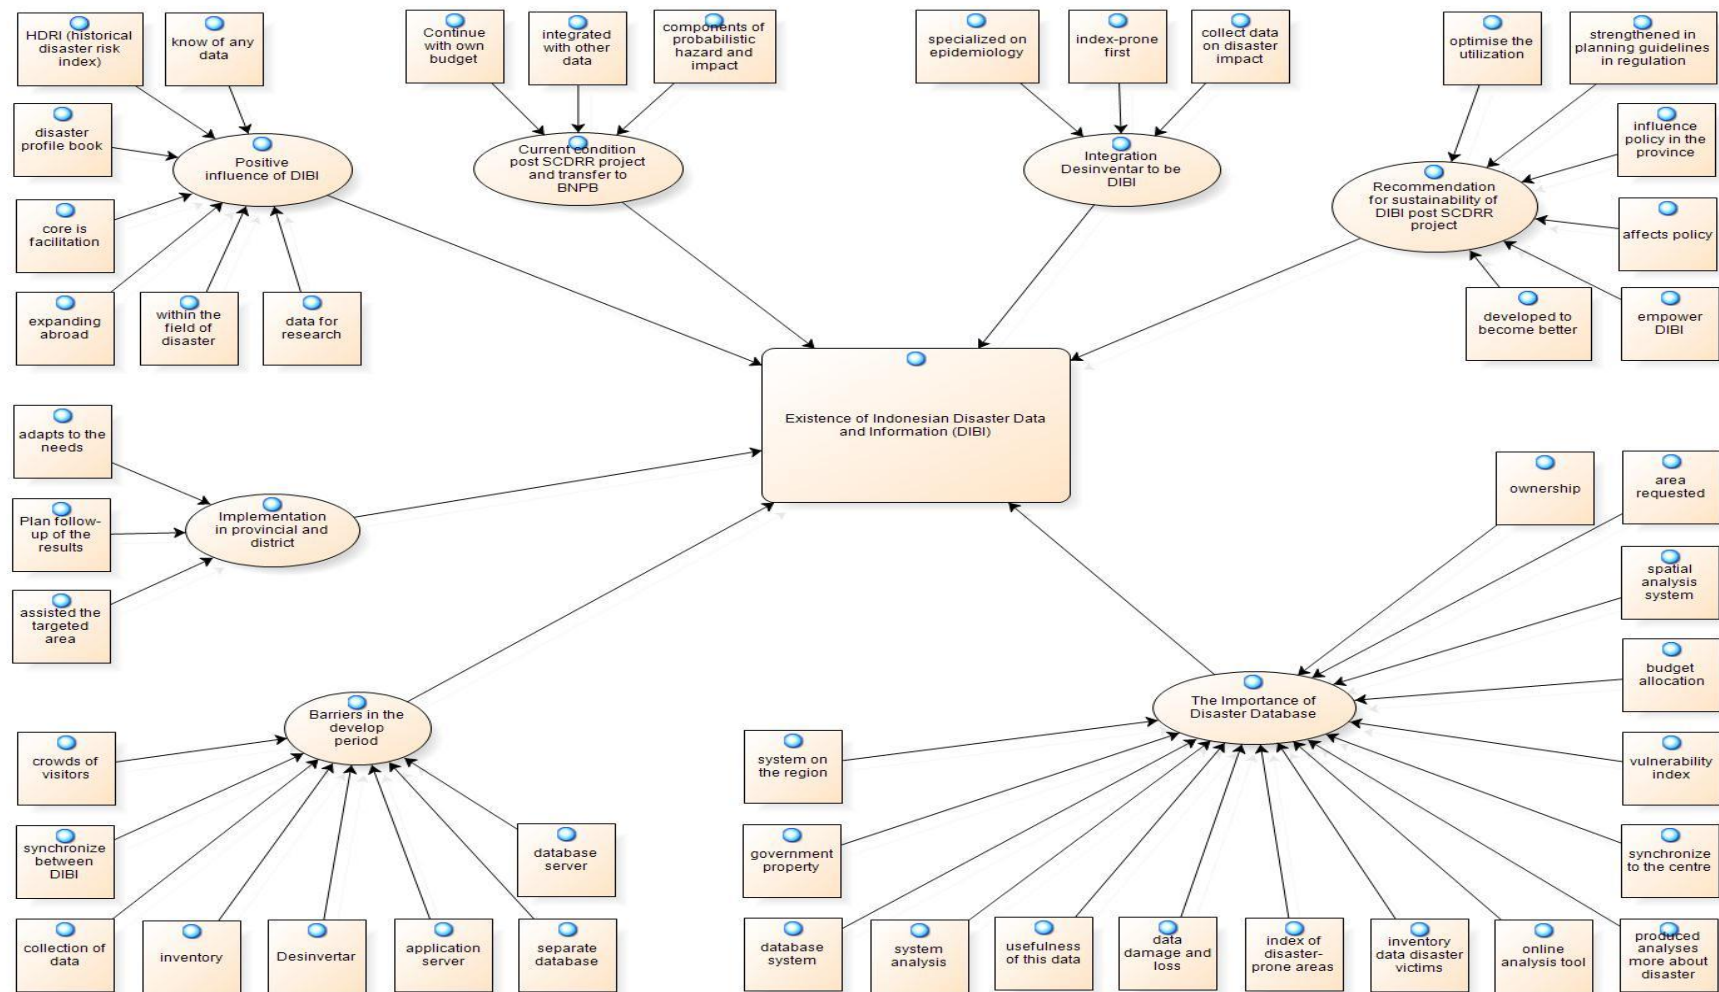 HDRI (historical
disaster risk
index)
know of any
data
Continue
with own
budget
integrated
with other
data
components of
probabilistic
hazard and
impact
specialized on
epidemiology
index-prone
first
collect data
on disaster
impact
optimise the
utilization
strengthened in
planning guidelines
in regulation
disaster
profile book
Positive
influence of DIBI
Current condition
post SCDRR project
and transfer to
BNPB
Integration
Desinventar to be
DIBI
Recommendation
for sustainability of
DIBI post SCDRR
project
influence
policy in the
province
core is
facilitation
affects policy
expanding
abroad
within the
field of
disaster
data for
research
developed to
become better
empower
DIBI
Existence of Indonesian Disaster Data
and Information (DIBI)
adapts to the
needs
Plan follow-
up of the
results
Implementation
in provincial and
district
assisted the
targeted
area
ownership
area
requested
spatial
analysis
system
budget
allocation
Barriers in the
develop
period
The Importance of
Disaster Database
crowds of
visitors
system on
the region
vulnerability
index
synchronize
between
DIBI
database
server
government
property
synchronize
to the centre
collection of
data
inventory
Desinvertar
application
server
separate
database
database
system
system
analysis
usefulness
of this data
data
damage and
loss
index of
disaster-
prone areas
inventory
data disaster
victims
online
analysis tool
produced
analyses
more about
disaster